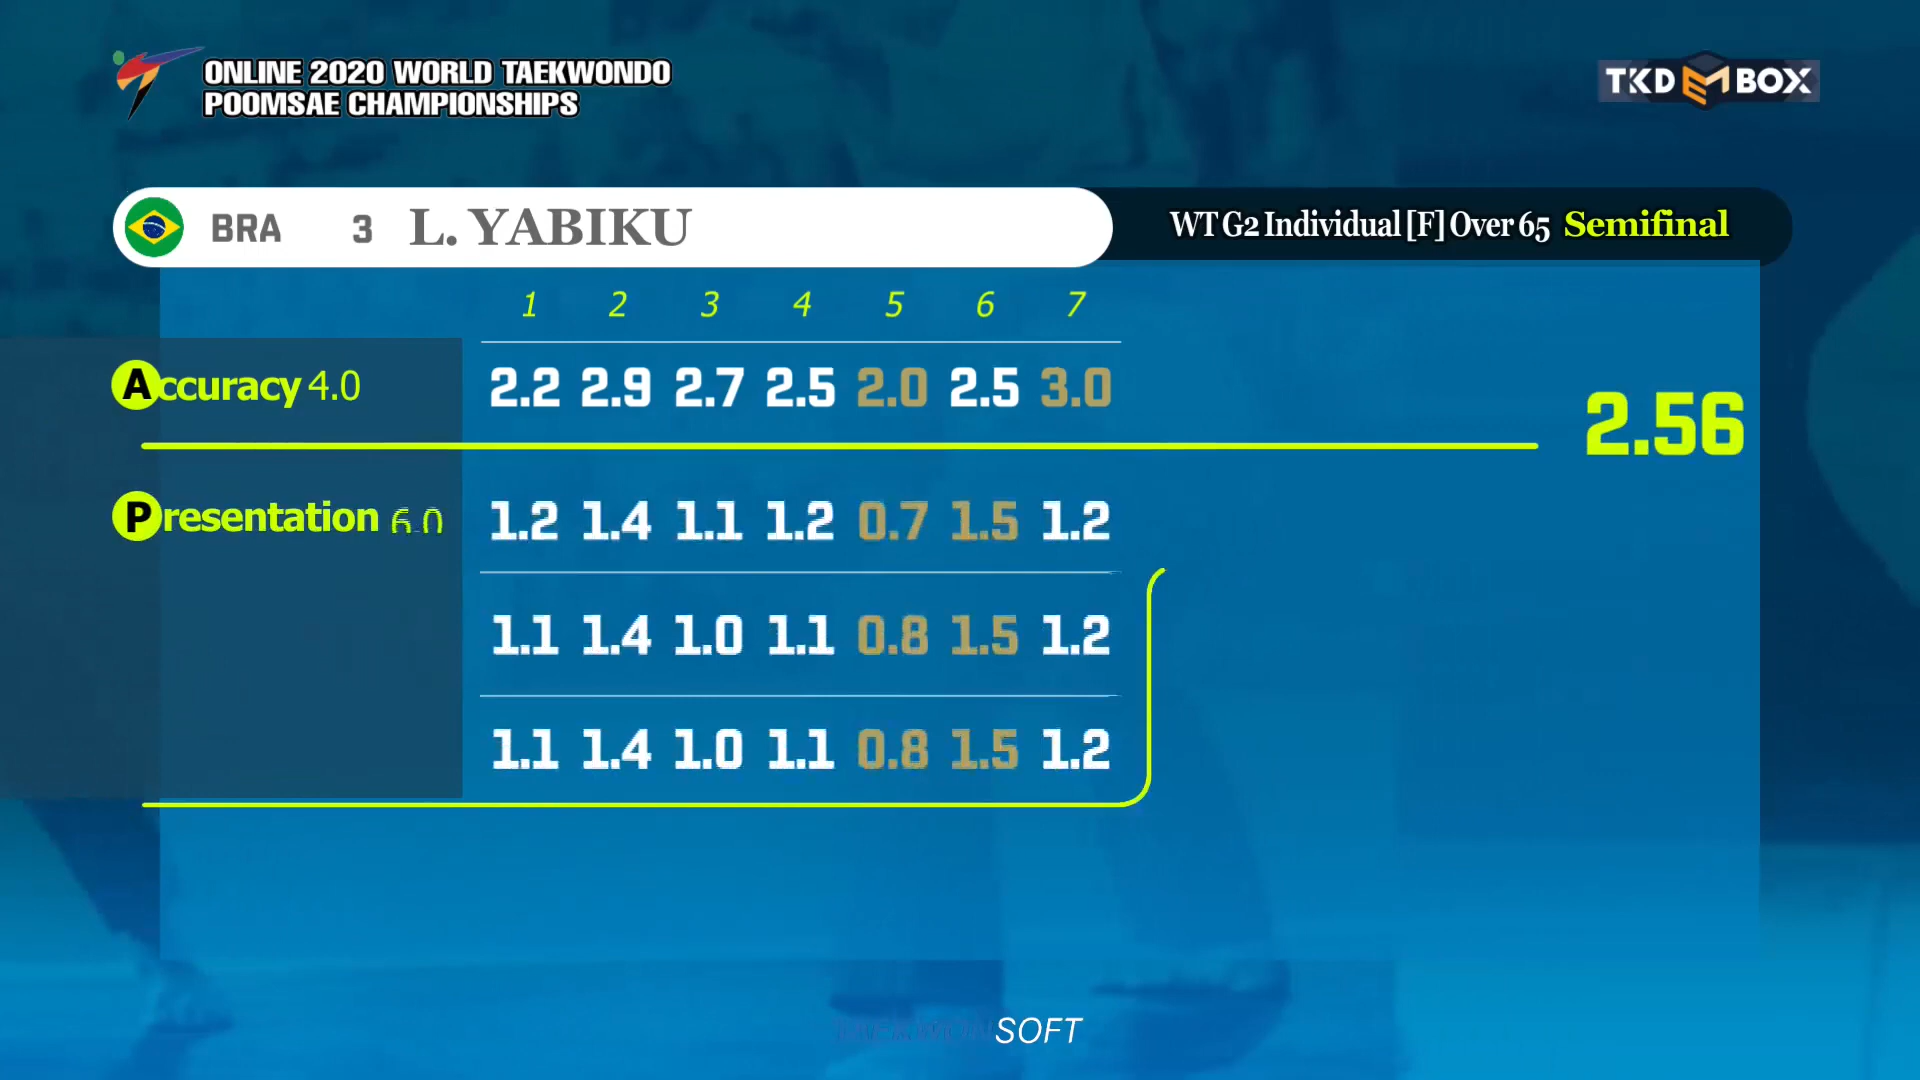 ONLINE 2020 WORLD TAEKWONDO
POOMSAE CHAMPIONSHIPS
TKD BOX
BRA 3 L. YABIKU
WT G2 Individual [F] Over 65 Semifinal
1 2 3 4 5 6 7
Accuracy 4.0 2.2 2.9 2.7 2.5 2.0 2.5 3.0
2.56
Presentation 6.0 1.2 1.4 1.1 1.2 0.7 1.5 1.2
1.1 1.4 1.0 1.1 0.8 1.5 1.2
1.1 1.4 1.0 1.1 0.8 1.5 1.2
TAEKWONSOFT